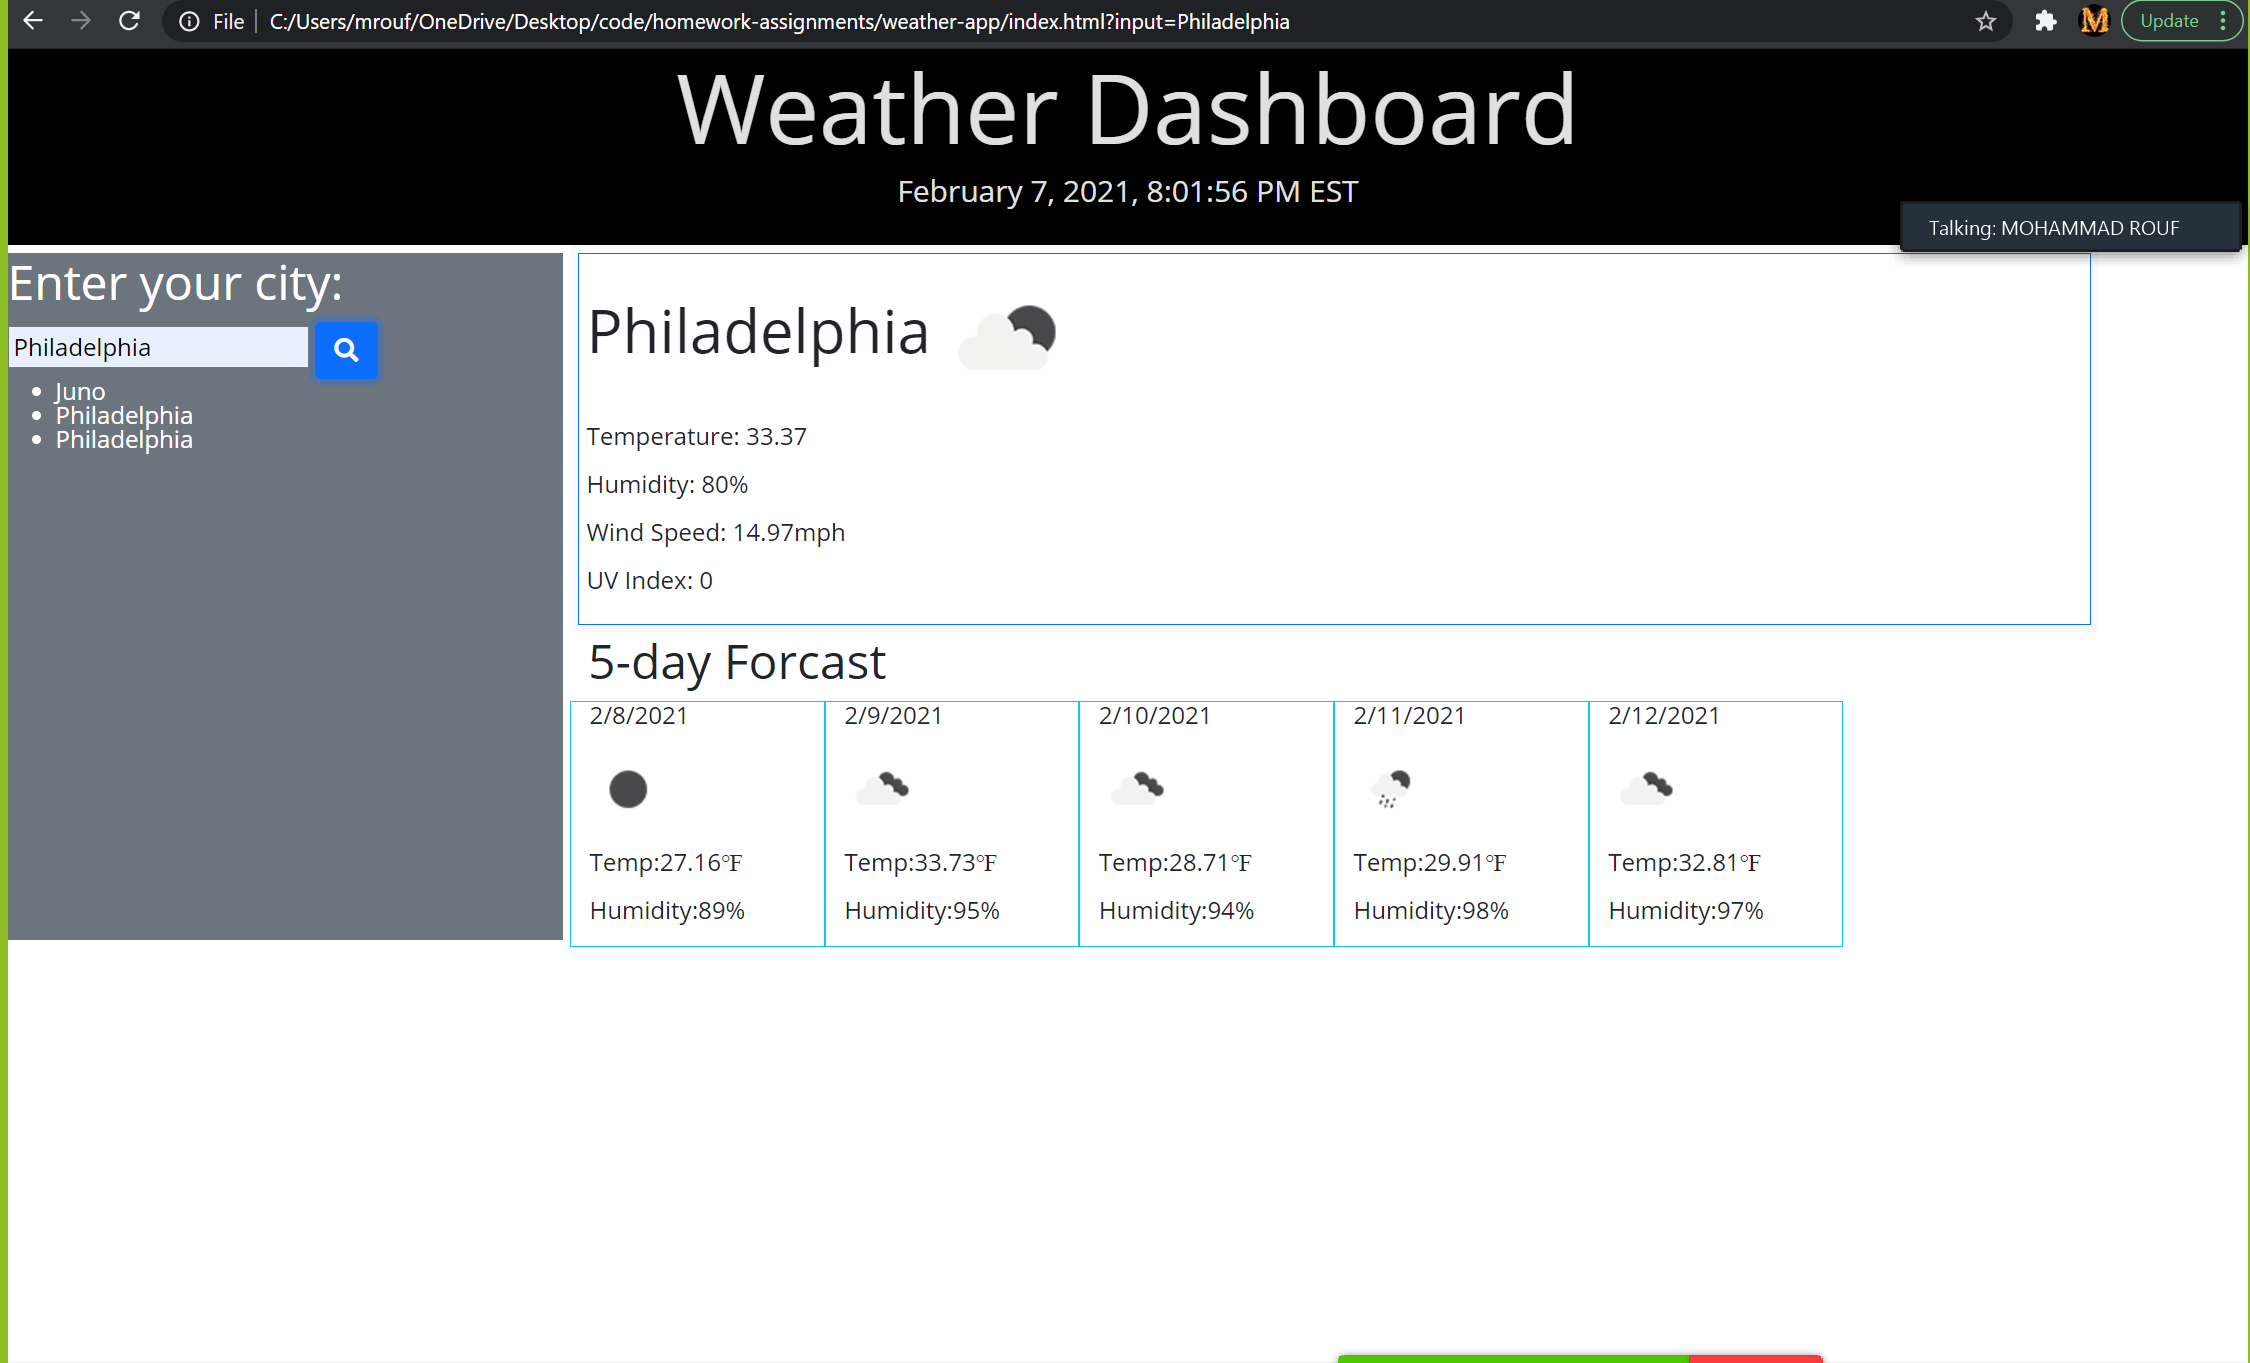 File
C:/Users/mrouf/OneDrive/Desktop/code/homework-assignments/weather-app/index.html?input=Philadelphia
M
Update
Weather Dashboard
February 7, 2021, 8:01:56 PM EST
Talking: MOHAMMAD ROUF
Enter your city:
Philadelphia
Juno
Philadelphia
Philadelphia
Philadelphia
Temperature: 33.37
Humidity: 80%
Wind Speed: 14.97mph
UV Index: 0
5-day Forcast
2/8/2021
Temp:27.16°F
Humidity:89%
2/9/2021
Temp:33.73°F
Humidity:95%
2/10/2021
Temp:28.71°F
Humidity:94%
2/11/2021
Temp:29.91°F
Humidity:98%
2/12/2021
Temp:32.81°F
Humidity:97%